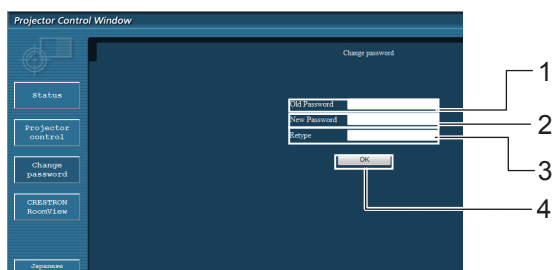 Projector Control Window
Change password
Status
Projector
control
Change
password
CRESTRON
RoomView
Japanese
Old Password
New Password
Retype
OK
1
2
3
4